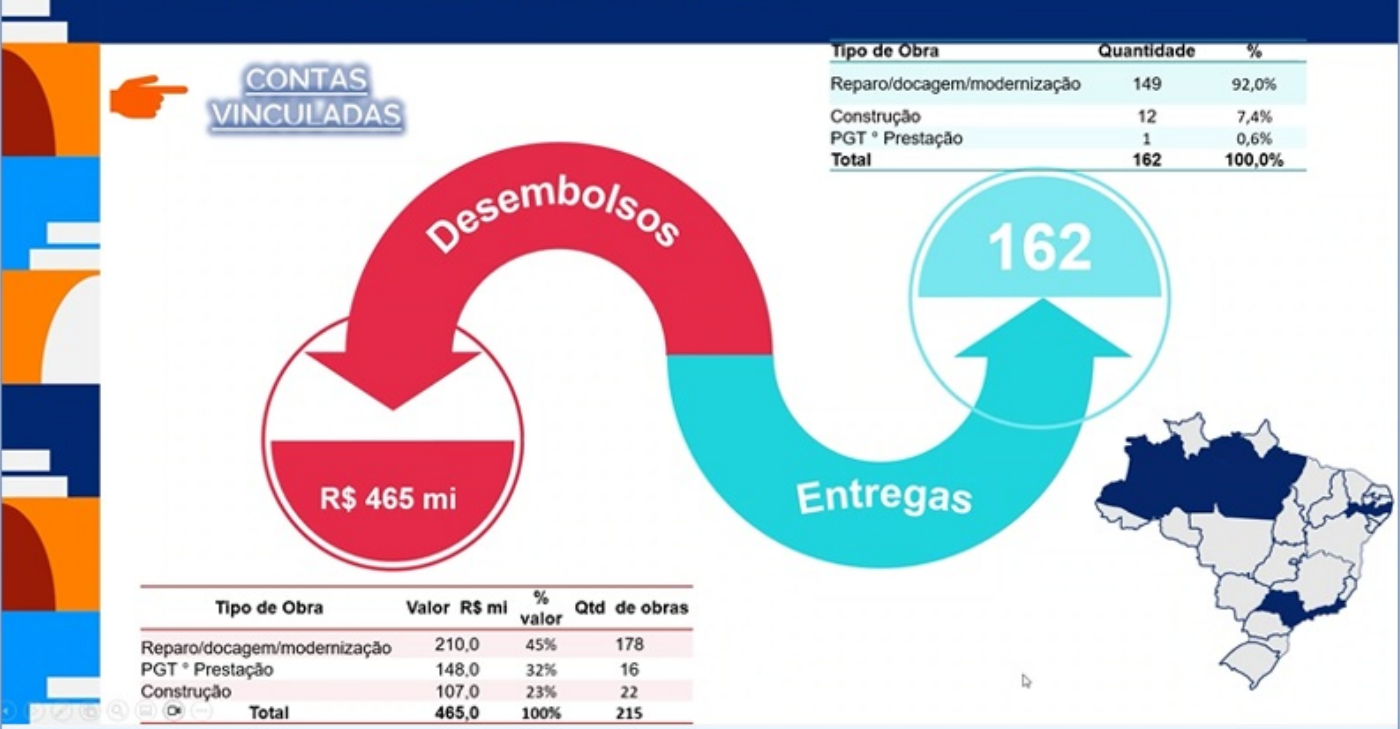 CONTAS
VINCULADAS
Tipo de Obra Quantidade %
Reparo/docagem/modernização 149 92,0%
Construção 12 7,4%
PGT ° Prestação 1 0,6%
Total 162 100,0%
Desembolsos
162
R$ 465 mi
Entregas
Tipo de Obra Valor R$ mi % valor Qtd de obras
Reparo/docagem/modernização 210,0 45% 178
PGT ° Prestação 148,0 32% 16
Construção 107,0 23% 22
Total 465,0 100% 215